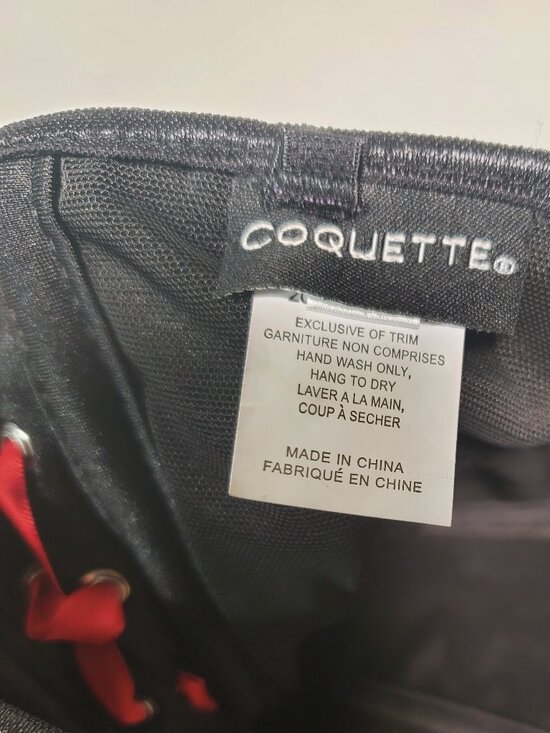 COQUETTE®
EXCLUSIVE OF TRIM
GARNITURE NON COMPRISES
HAND WASH ONLY,
HANG TO DRY
LAVER A LA MAIN,
COUP À SECHER
MADE IN CHINA
FABRIQUÉ EN CHINE